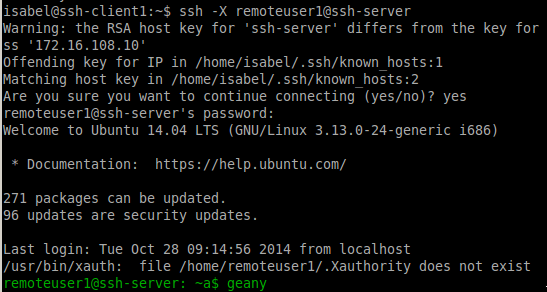 isabel@ssh-client1:~$ ssh -X remoteuser1@ssh-server
Warning: the RSA host key for 'ssh-server' differs from the key for
ss '172.16.108.10'
Offending key for IP in /home/isabel/.ssh/known_hosts:1
Matching host key in /home/isabel/.ssh/known_hosts:2
Are you sure you want to continue connecting (yes/no)? yes
remoteuser1@ssh-server's password:
Welcome to Ubuntu 14.04 LTS (GNU/Linux 3.13.0-24-generic i686)
* Documentation:  https://help.ubuntu.com/
271 packages can be updated.
96 updates are security updates.
Last login: Tue Oct 28 09:14:56 2014 from localhost
/usr/bin/xauth:  file /home/remoteuser1/.Xauthority does not exist
remoteuser1@ssh-server: ~a$ geany